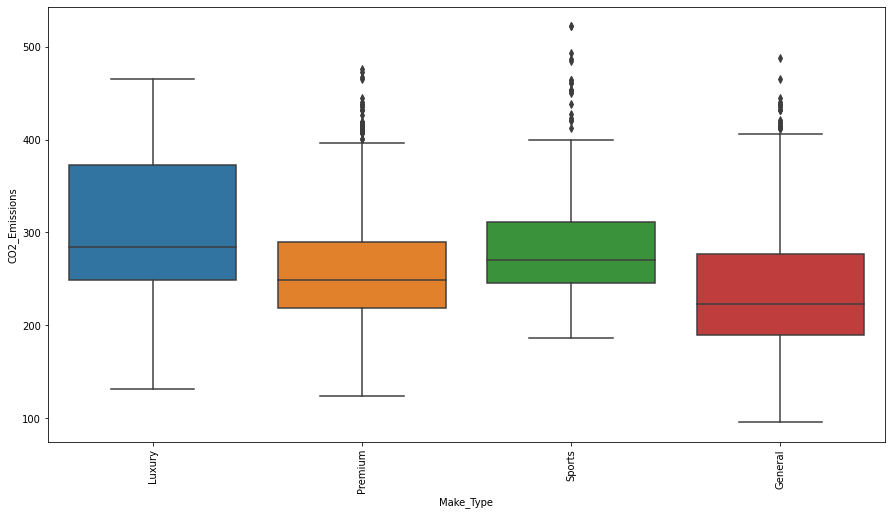 500
400
300
200
100
CO2_Emissions
Luxury
Premium
Sports
General
Make_Type